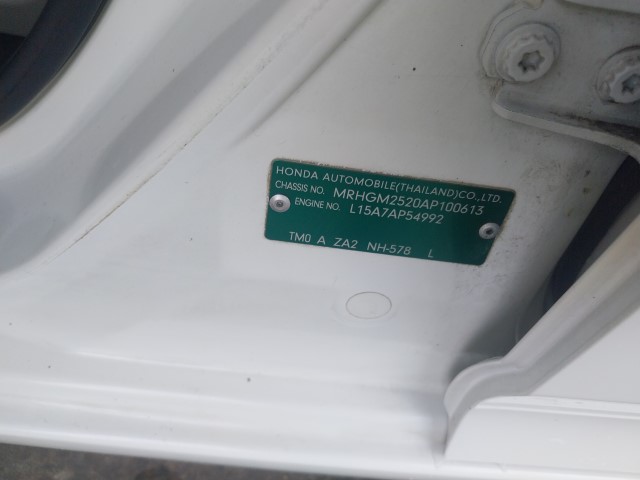 HONDA AUTOMOBILE(THAILAND)CO.,LTD.
CHASSIS NO. MRHGM2520AP100613
ENGINE NO. L15A7AP54992
TM0 A ZA2 NH-578 L